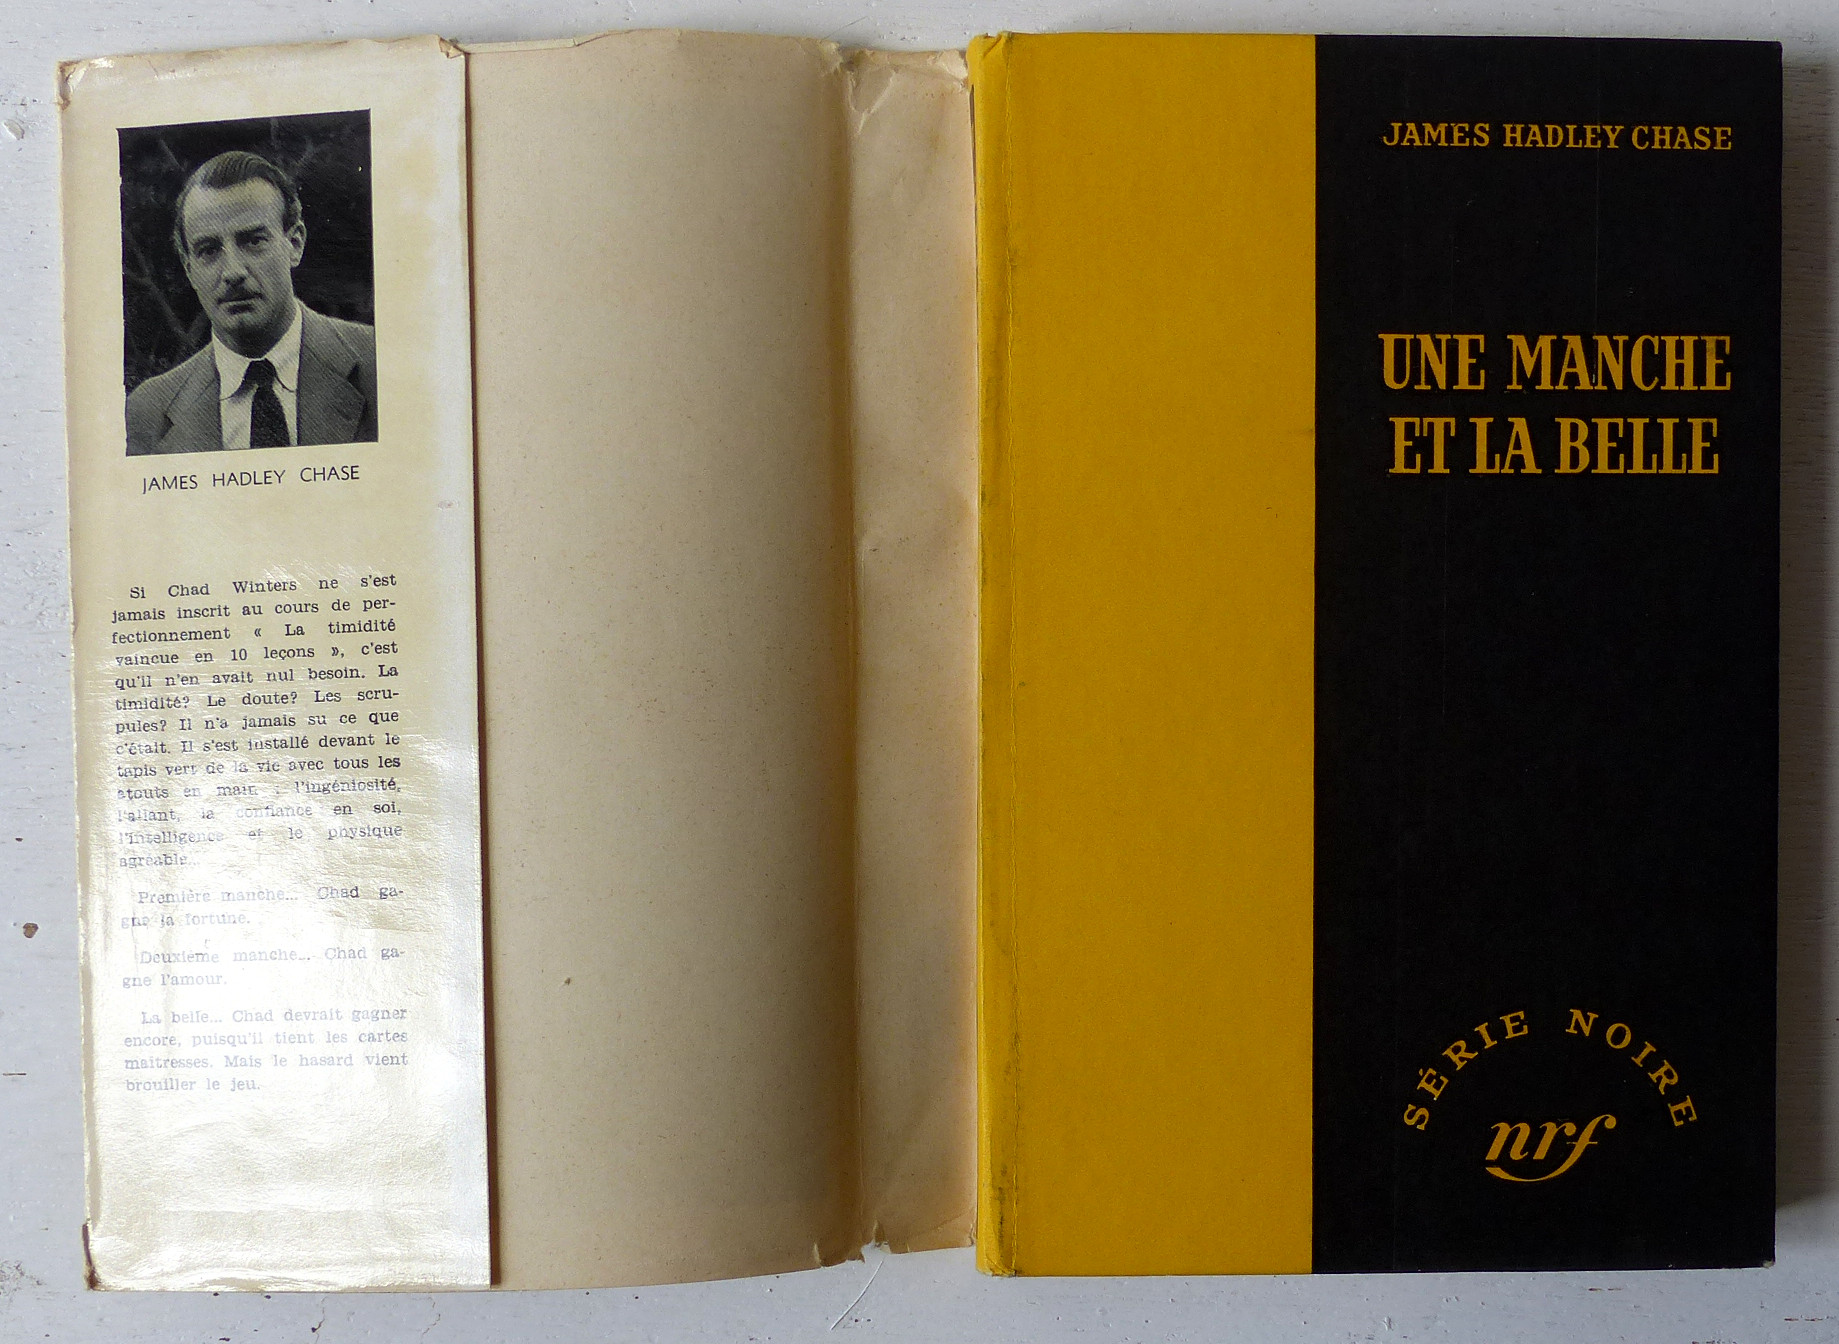 JAMES HADLEY CHASE
Si Chad Winters ne s'est
jamais inscrit au cours de per-
fectionnement « La timidité
vaincue en 10 leçons », c'est
qu'il n'en avait nul besoin. La
timidité? Le doute? Les scru-
pules? Il n'a jamais su ce que
c'était. Il s'est installé devant le
tapis vert de la vie avec tous les
atouts en main : l'ingéniosité,
l'allant, la confiance en soi,
l'intelligence et le physique
agréable...
Première manche... Chad ga-
gne la fortune.
Deuxième manche... Chad ga-
gne l'amour.
La belle... Chad devrait gagner
encore, puisqu'il tient les cartes
maîtresses. Mais le hasard vient
brouiller le jeu.
JAMES HADLEY CHASE
UNE MANCHE
ET LA BELLE
SÉRIE NOIRE
nrf